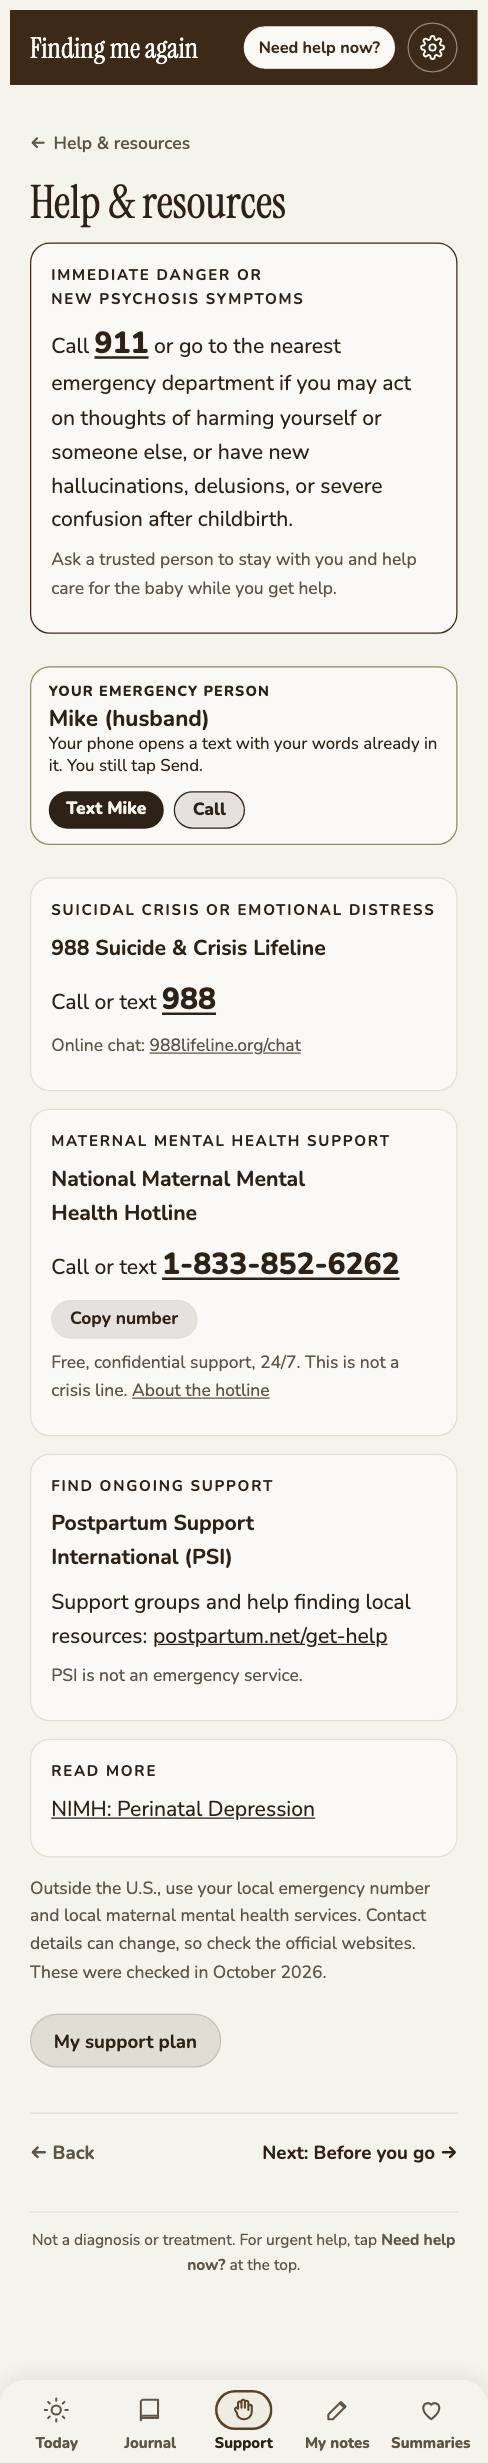 Finding me again
Need help now?
← Help & resources
Help & resources
IMMEDIATE DANGER OR
NEW PSYCHOSIS SYMPTOMS
Call 911 or go to the nearest
emergency department if you may act
on thoughts of harming yourself or
someone else, or have new
hallucinations, delusions, or severe
confusion after childbirth.
Ask a trusted person to stay with you and help
care for the baby while you get help.
YOUR EMERGENCY PERSON
Mike (husband)
Your phone opens a text with your words already in
it. You still tap Send.
Text Mike
Call
SUICIDAL CRISIS OR EMOTIONAL DISTRESS
988 Suicide & Crisis Lifeline
Call or text 988
Online chat: 988lifeline.org/chat
MATERNAL MENTAL HEALTH SUPPORT
National Maternal Mental
Health Hotline
Call or text 1-833-852-6262
Copy number
Free, confidential support, 24/7. This is not a
crisis line. About the hotline
FIND ONGOING SUPPORT
Postpartum Support
International (PSI)
Support groups and help finding local
resources: postpartum.net/get-help
PSI is not an emergency service.
READ MORE
NIMH: Perinatal Depression
Outside the U.S., use your local emergency number
and local maternal mental health services. Contact
details can change, so check the official websites.
These were checked in October 2026.
My support plan
← Back
Next: Before you go →
Not a diagnosis or treatment. For urgent help, tap Need help
now? at the top.
Today
Journal
Support
My notes
Summaries